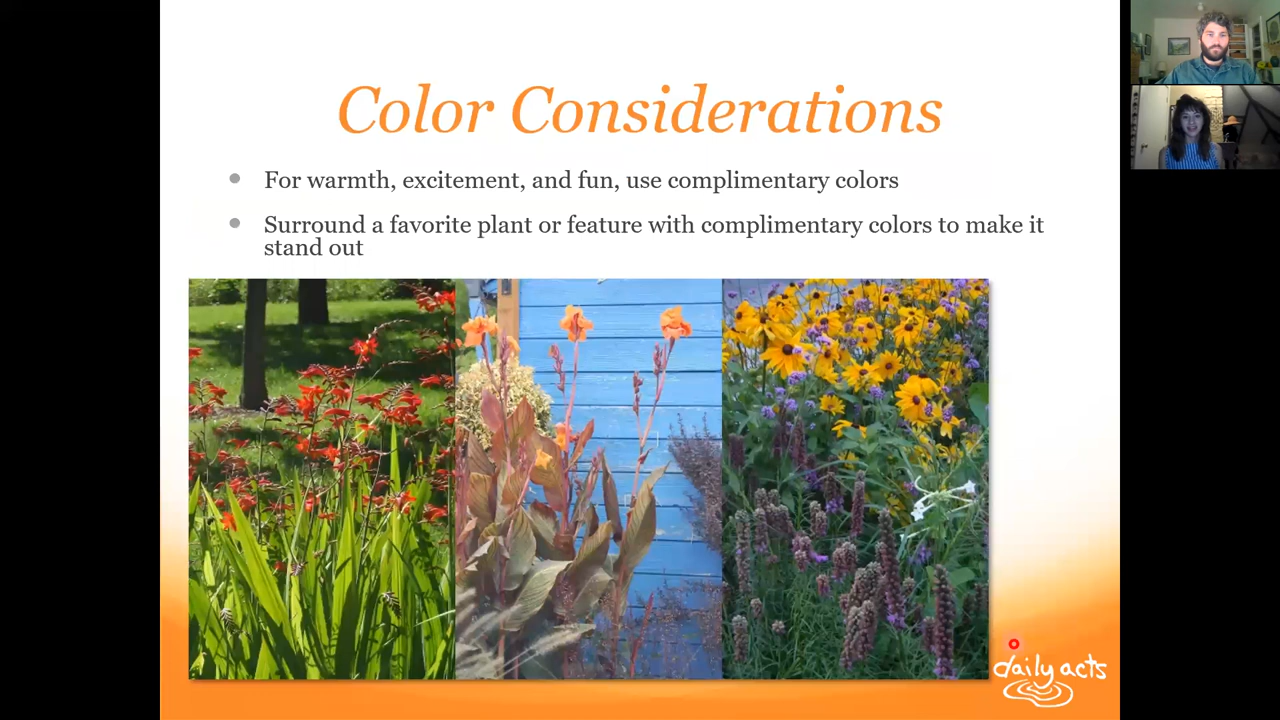 Color Considerations
For warmth, excitement, and fun, use complimentary colors
Surround a favorite plant or feature with complimentary colors to make it
stand out
daily acts